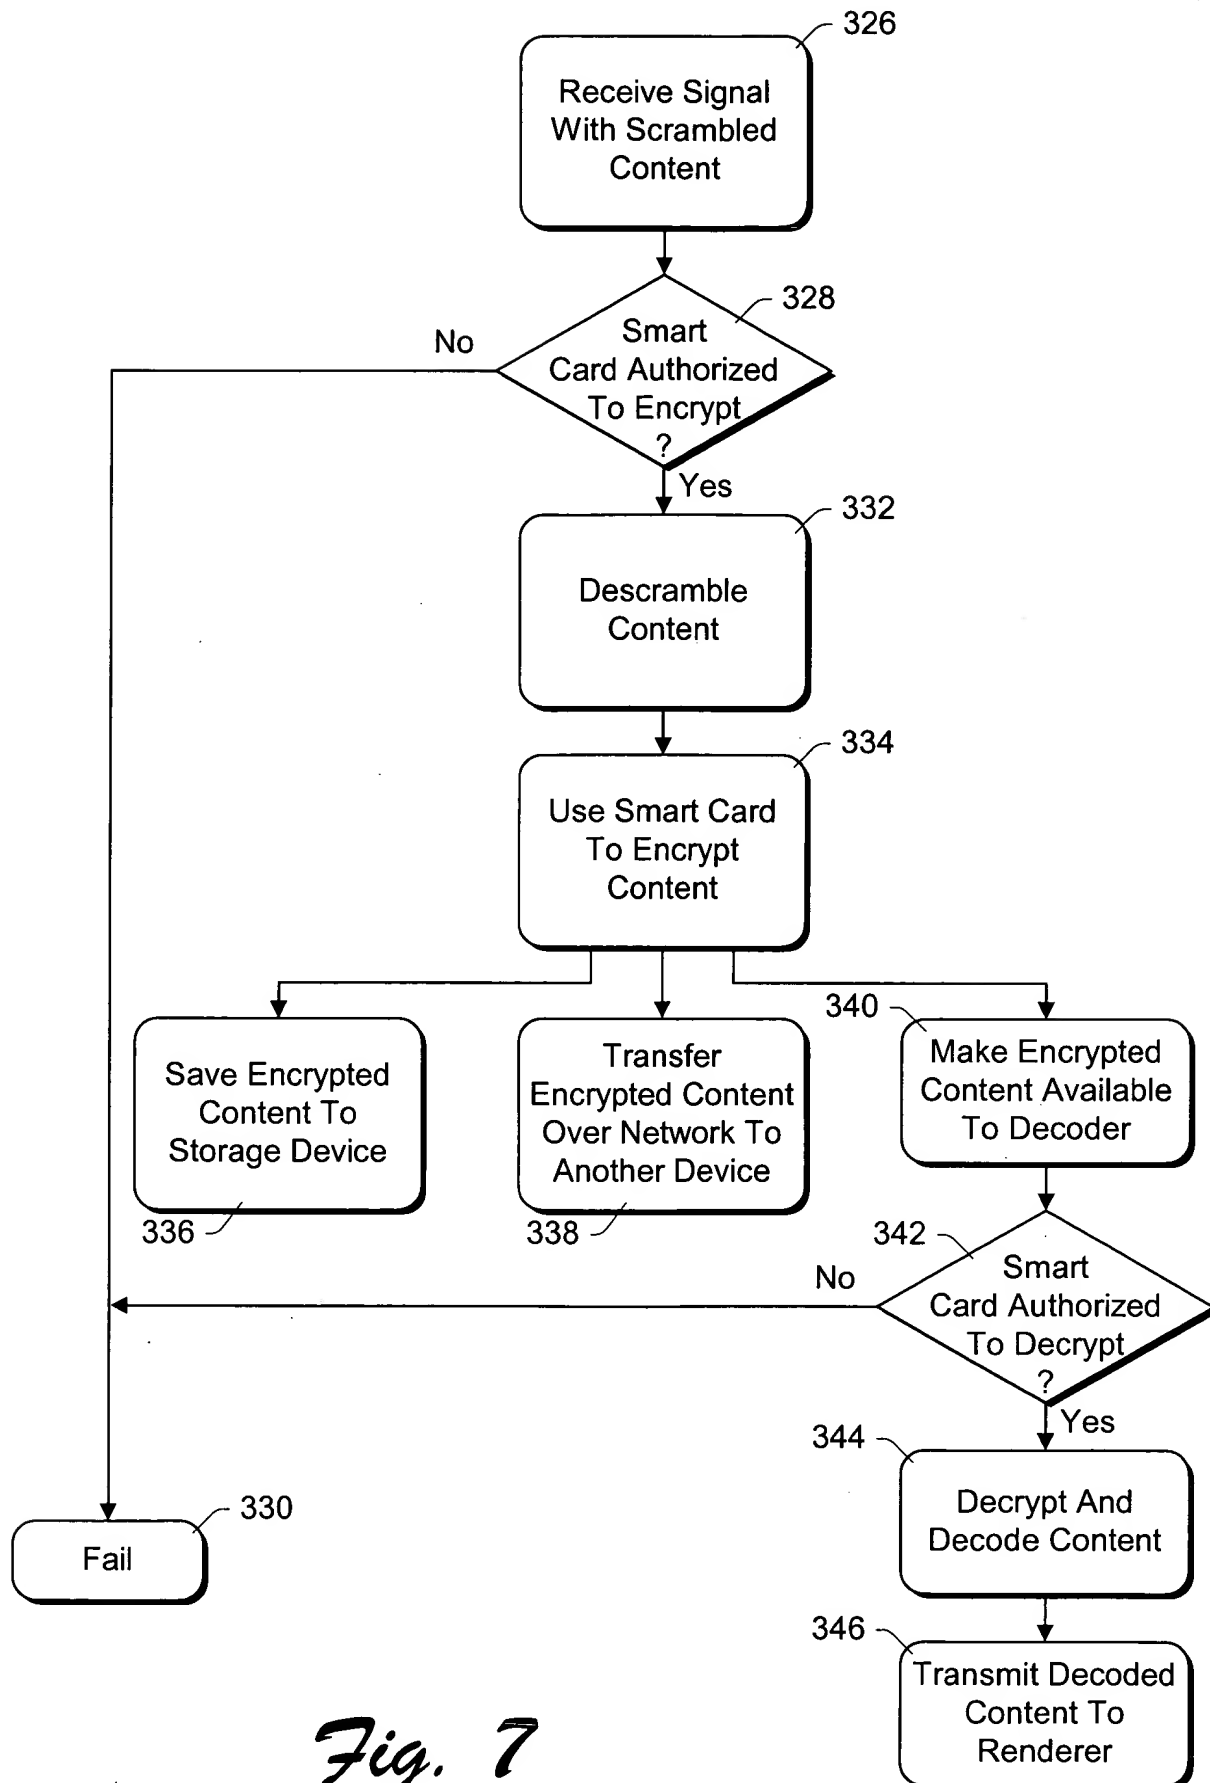 326
Receive Signal
With Scrambled
Content
328
Smart
Card Authorized
To Encrypt
?
No
Yes
332
Descramble
Content
334
Use Smart Card
To Encrypt
Content
Save Encrypted
Content To
Storage Device
336
Transfer
Encrypted Content
Over Network To
Another Device
338
340
Make Encrypted
Content Available
To Decoder
342
Smart
Card Authorized
To Decrypt
?
No
Yes
344
Decrypt And
Decode Content
330
Fail
346
Transmit Decoded
Content To
Renderer
Fig. 7